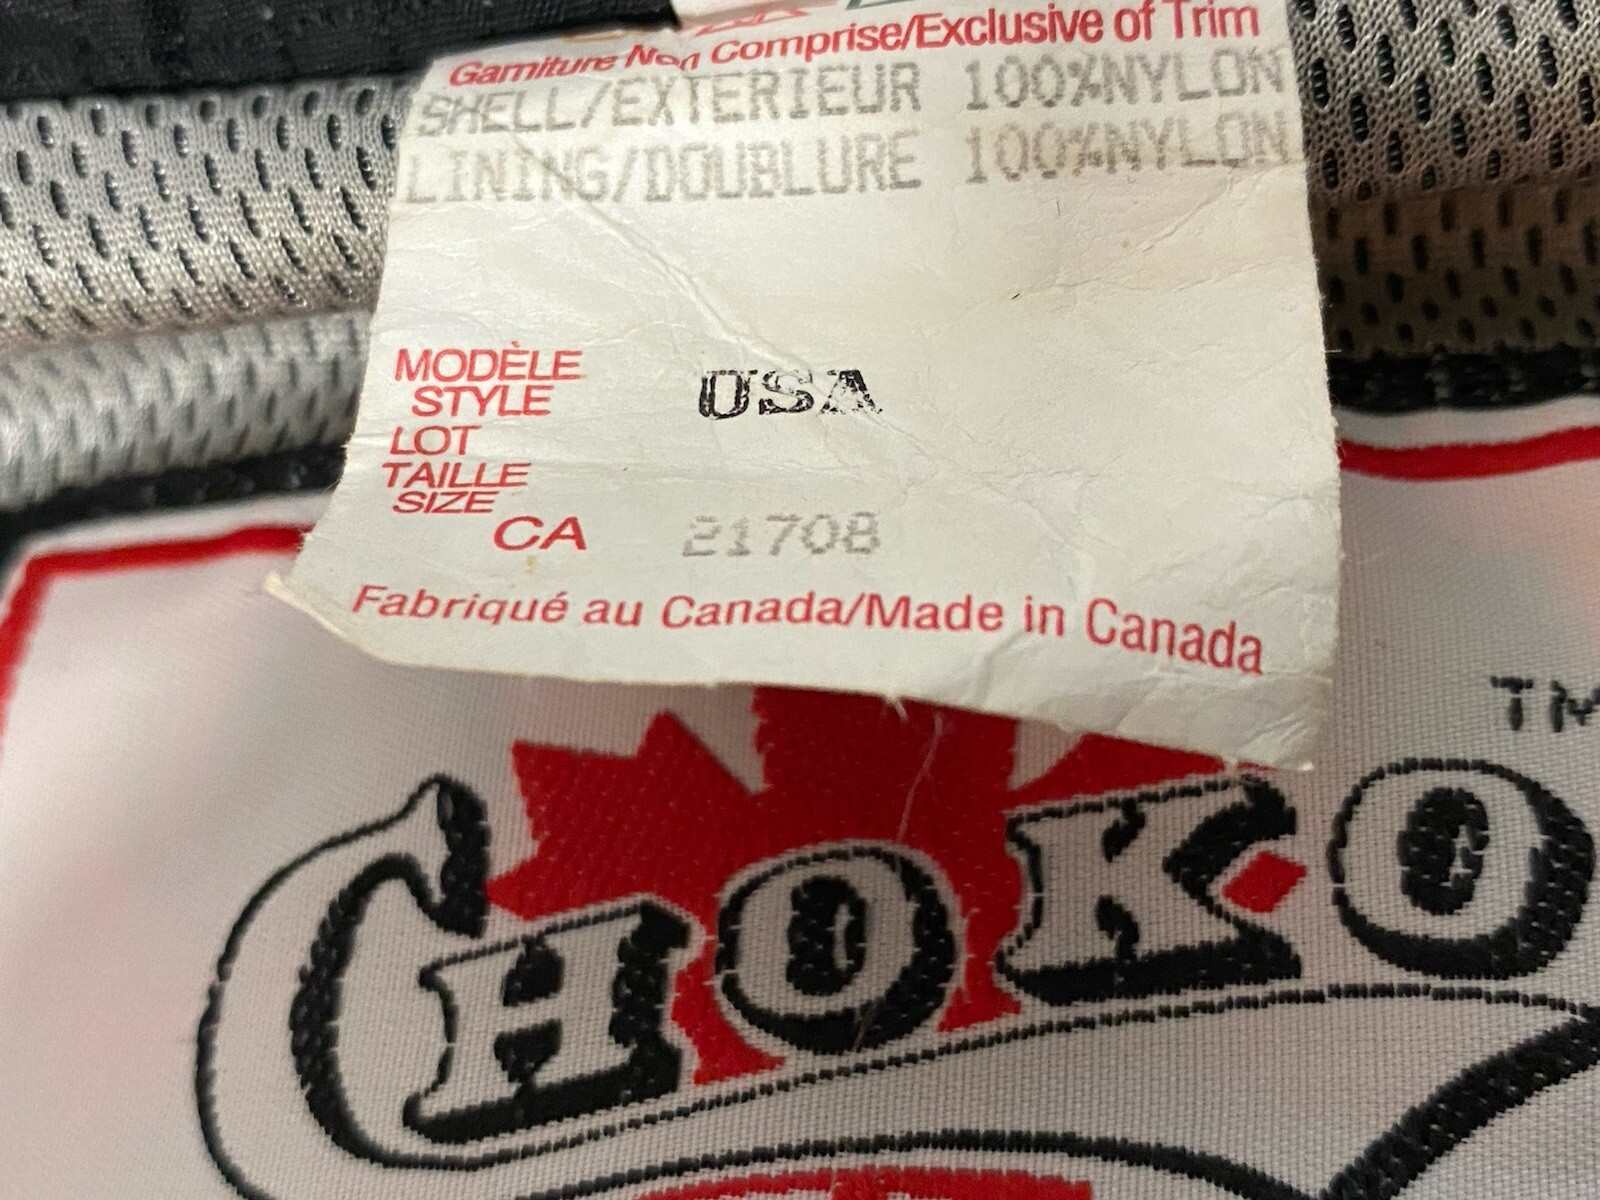 Garniture Non Comprise/Exclusive of Trim
SHELL/EXTERIEUR 100%NYLON
LINING/DOUBLURE 100%NYLON
MODÈLE
STYLE USA
LOT
TAILLE
SIZE
CA 21708
Fabriqué au Canada/Made in Canada
TM
CHOKO